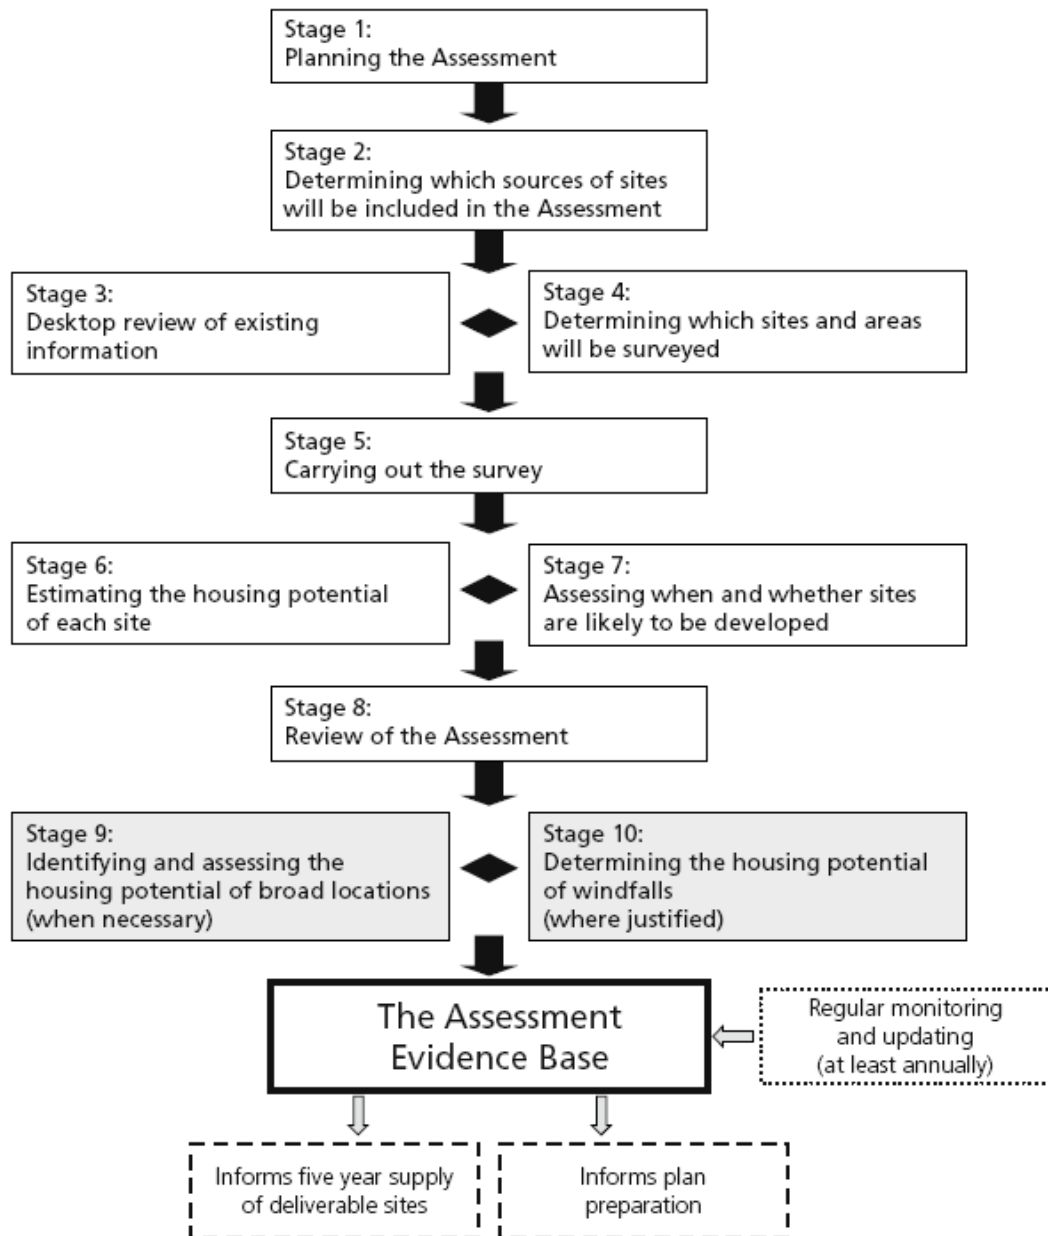 Stage 1:
Planning the Assessment
Stage 2:
Determining which sources of sites
will be included in the Assessment
Stage 3:
Desktop review of existing
information
Stage 4:
Determining which sites and areas
will be surveyed
Stage 5:
Carrying out the survey
Stage 6:
Estimating the housing potential
of each site
Stage 7:
Assessing when and whether sites
are likely to be developed
Stage 8:
Review of the Assessment
Stage 9:
Identifying and assessing the
housing potential of broad locations
(when necessary)
Stage 10:
Determining the housing potential
of windfalls
(where justified)
The Assessment
Evidence Base
Regular monitoring
and updating
(at least annually)
Informs five year supply
of deliverable sites
Informs plan
preparation